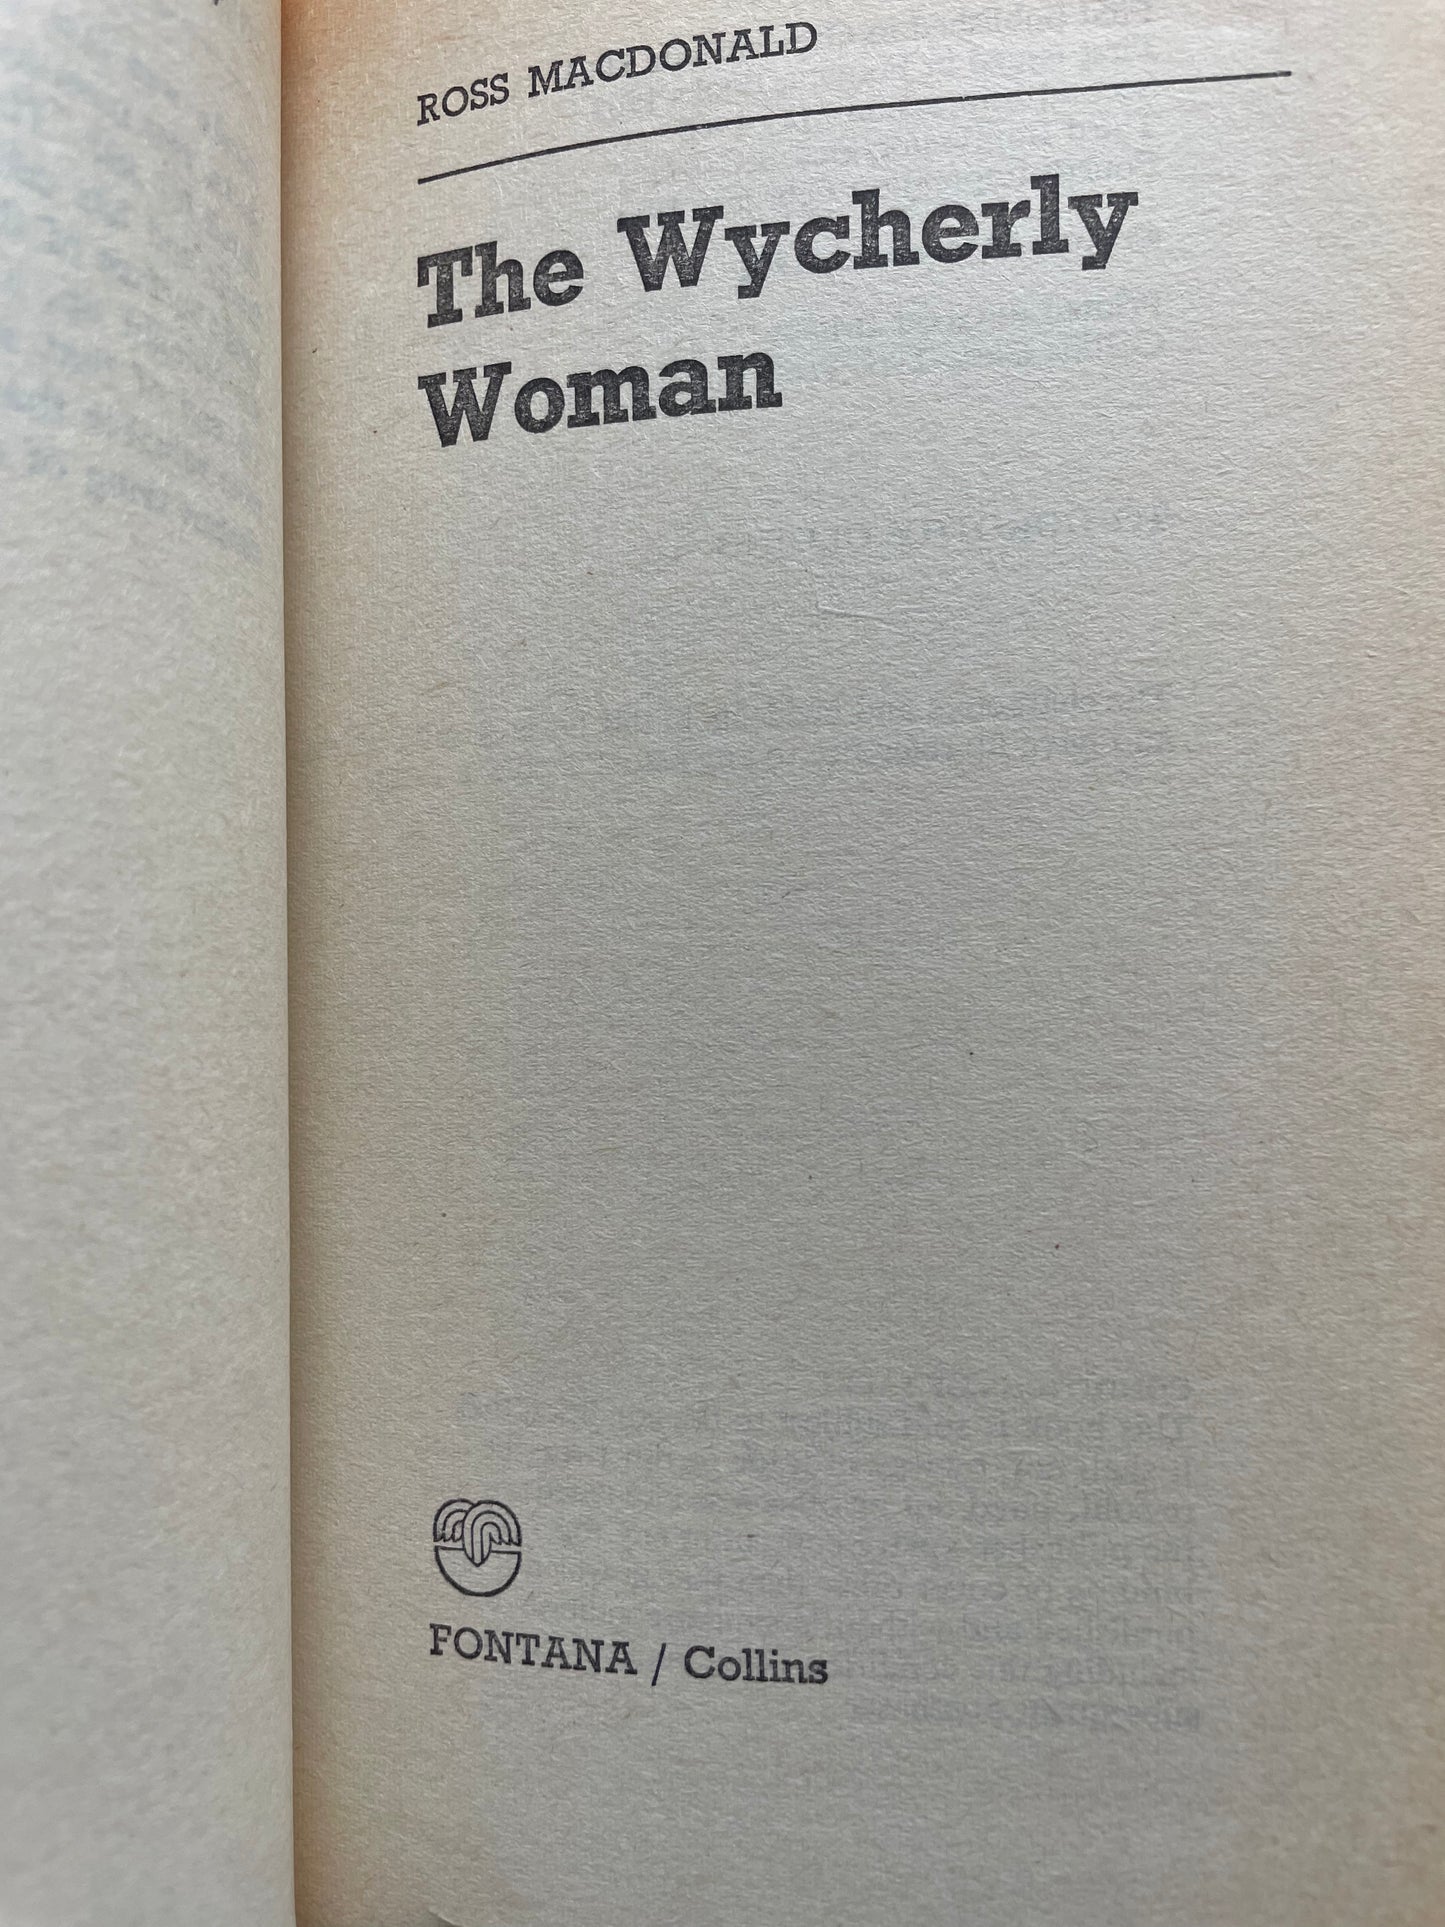 ROSS MACDONALD
The Wycherly
Woman
FONTANA / Collins